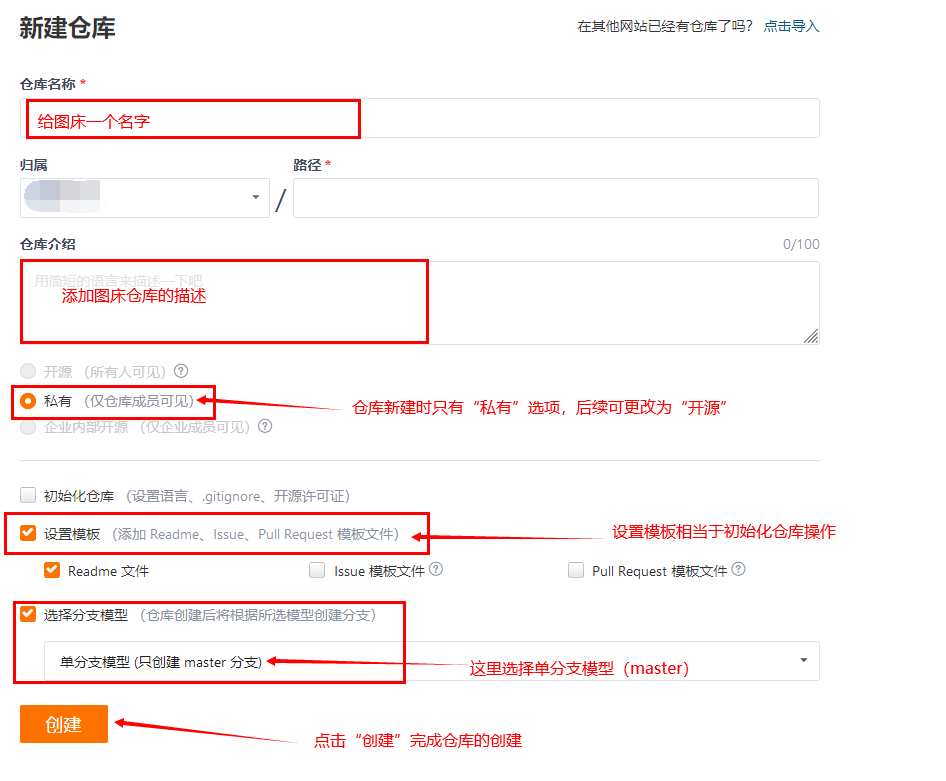 新建仓库
在其他网站已经有仓库了吗？ 点击导入
仓库名称 *
给图床一个名字
归属
路径 *
/
仓库介绍
0/100
用简短的语言来描述一下吧
添加图床仓库的描述
开源 （所有人可见） ?
私有 （仅仓库成员可见）
仓库新建时只有“私有”选项，后续可更改为“开源”
企业内部开源 （仅企业成员可见） ?
初始化仓库 （设置语言、.gitignore、开源许可证）
设置模板 （添加 Readme、Issue、Pull Request 模板文件）
设置模板相当于初始化仓库操作
Readme 文件
Issue 模板文件 ?
Pull Request 模板文件 ?
选择分支模型 （仓库创建后将根据所选模型创建分支）
单分支模型 (只创建 master 分支)
这里选择单分支模型（master）
创建
点击“创建”完成仓库的创建